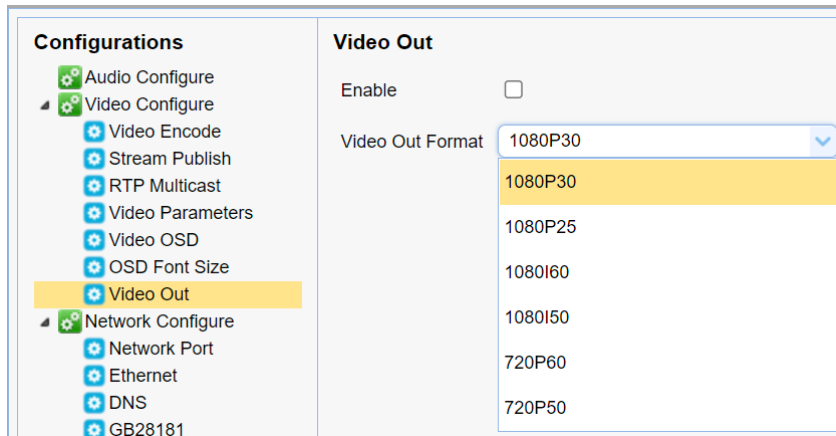 Configurations
Audio Configure
Video Configure
Video Encode
Stream Publish
RTP Multicast
Video Parameters
Video OSD
OSD Font Size
Video Out
Network Configure
Network Port
Ethernet
DNS
GB28181
Video Out
Enable
Video Out Format 1080P30
1080P30
1080P25
1080I60
1080I50
720P60
720P50